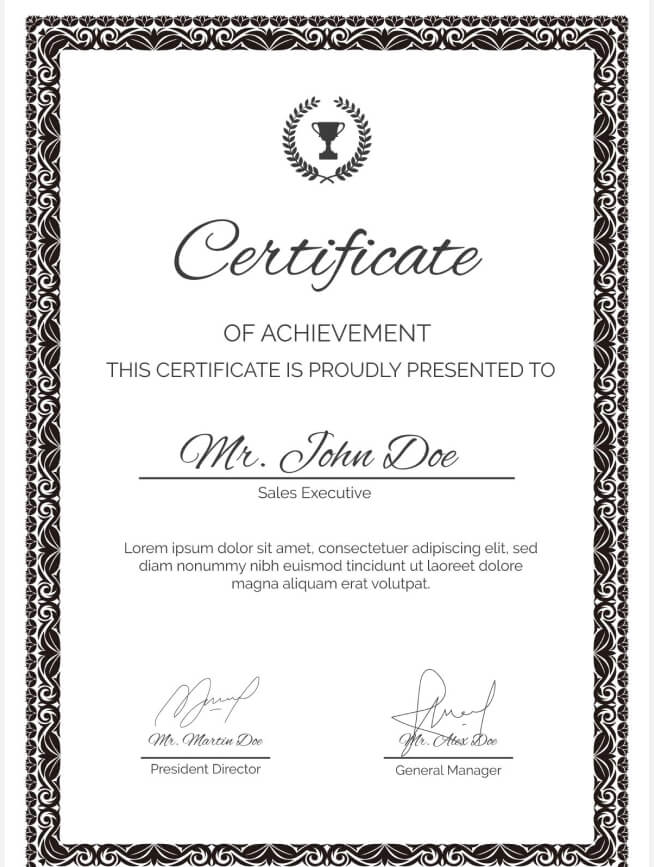 Certificate
OF ACHIEVEMENT
THIS CERTIFICATE IS PROUDLY PRESENTED TO
Mr. John Doe
Sales Executive
Lorem ipsum dolor sit amet, consectetuer adipiscing elit, sed
diam nonummy nibh euismod tincidunt ut laoreet dolore
magna aliquam erat volutpat.
Mr. Martin Doe
Mr. Alex Doe
President Director
General Manager